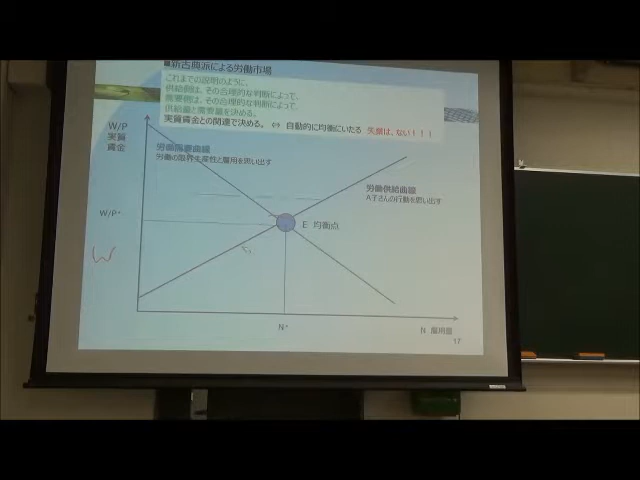 ■新古典派による労働市場
これまでの説明のように、
供給側は、その合理的な判断によって、
需要側は、その合理的な判断によって、
供給量と需要量を決める。
実質賃金との関連で決める。 ⇔ 自動的に均衡にいたる 失業は、ない！！！
W/P
実質
賃金
労働需要曲線
労働の限界生産性と雇用を思い出す
労働供給曲線
A子さんの行動を思い出す
W/P*
E 均衡点
W
N*
N 雇用量
17